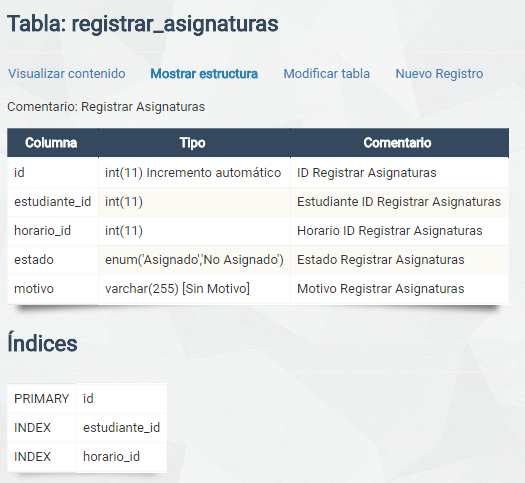 Tabla: registrar_asignaturas
Visualizar contenido Mostrar estructura Modificar tabla Nuevo Registro
Comentario: Registrar Asignaturas
Columna Tipo Comentario
id int(11) Incremento automático ID Registrar Asignaturas
estudiante_id int(11) Estudiante ID Registrar Asignaturas
horario_id int(11) Horario ID Registrar Asignaturas
estado enum('Asignado','No Asignado') Estado Registrar Asignaturas
motivo varchar(255) [Sin Motivo] Motivo Registrar Asignaturas
Índices
PRIMARY id
INDEX estudiante_id
INDEX horario_id